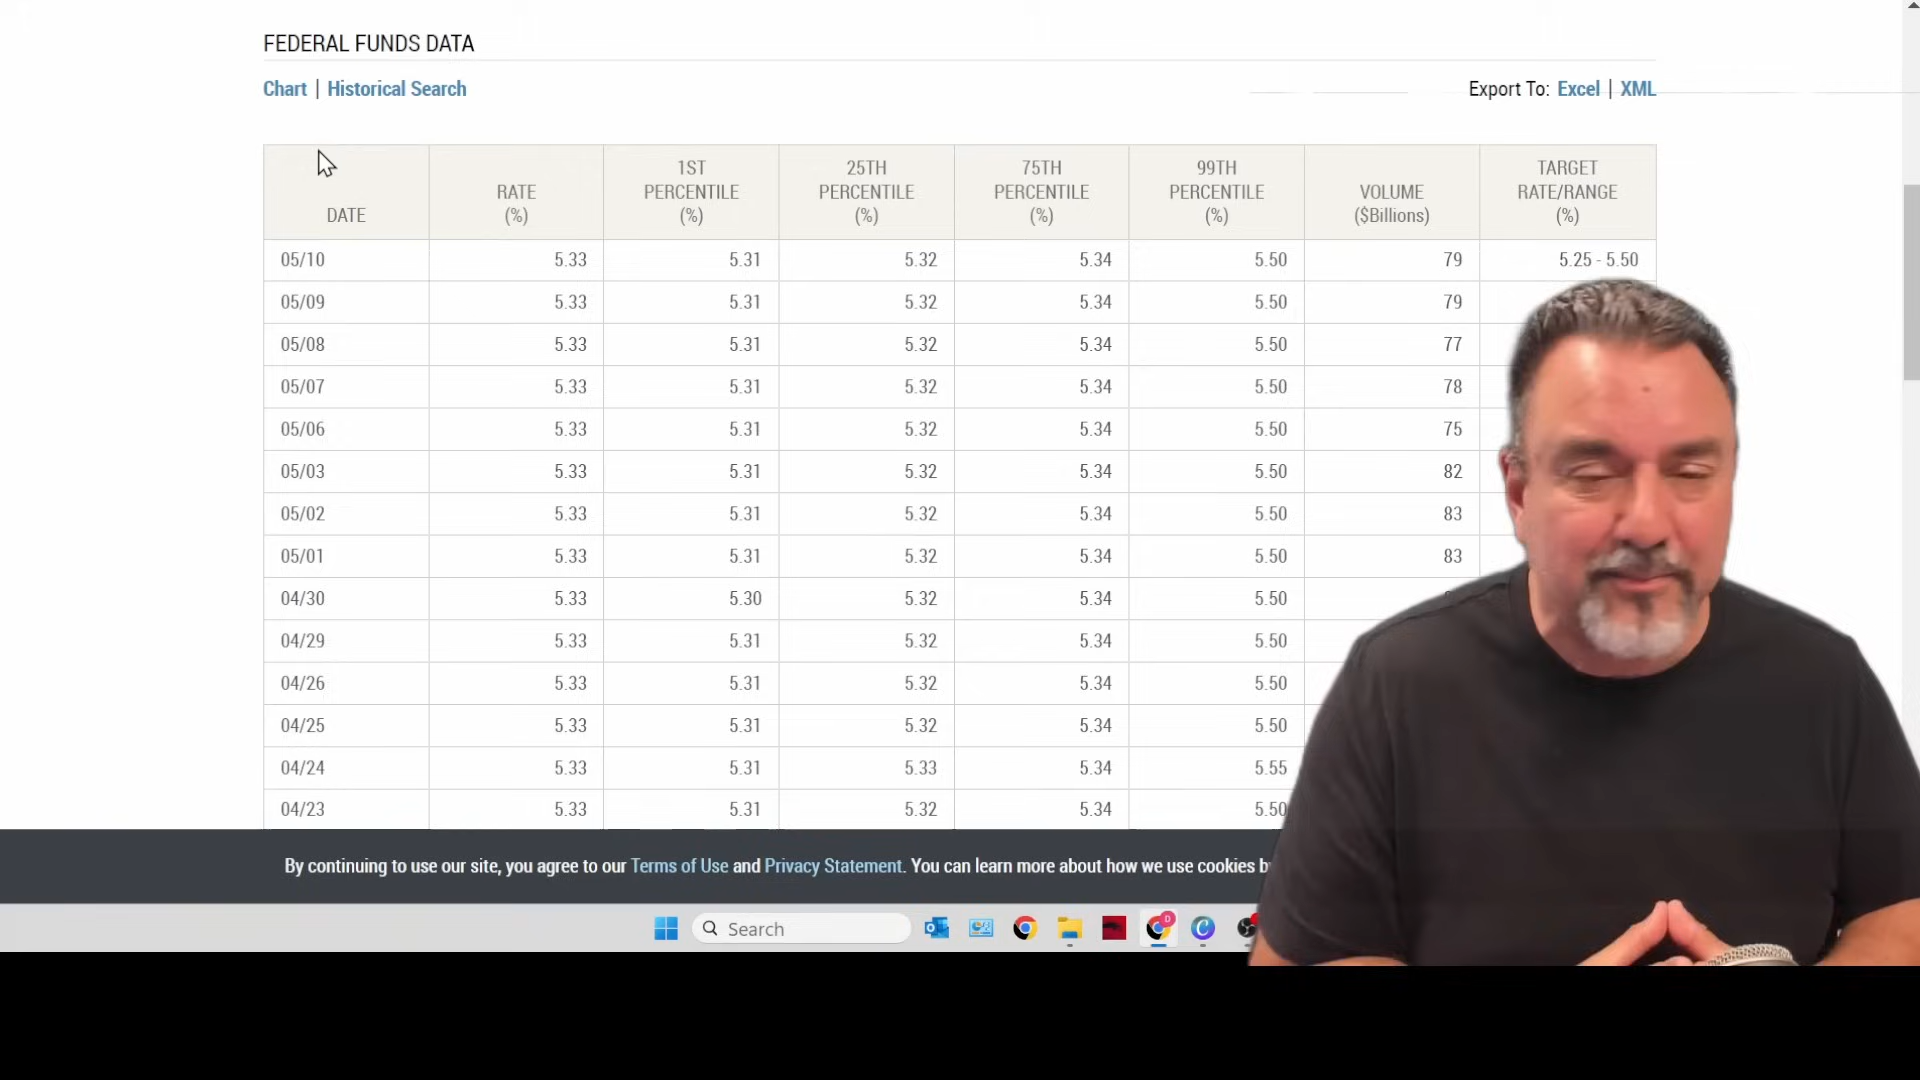 FEDERAL FUNDS DATA
Chart | Historical Search
Export To: Excel | XML
DATE RATE (%) 1ST PERCENTILE (%) 25TH PERCENTILE (%) 75TH PERCENTILE (%) 99TH PERCENTILE (%) VOLUME ($Billions) TARGET RATE/RANGE (%)
05/10 5.33 5.31 5.32 5.34 5.50 79 5.25 - 5.50
05/09 5.33 5.31 5.32 5.34 5.50 79
05/08 5.33 5.31 5.32 5.34 5.50 77
05/07 5.33 5.31 5.32 5.34 5.50 78
05/06 5.33 5.31 5.32 5.34 5.50 75
05/03 5.33 5.31 5.32 5.34 5.50 82
05/02 5.33 5.31 5.32 5.34 5.50 83
05/01 5.33 5.31 5.32 5.34 5.50 83
04/30 5.33 5.30 5.32 5.34 5.50
04/29 5.33 5.31 5.32 5.34 5.50
04/26 5.33 5.31 5.32 5.34 5.50
04/25 5.33 5.31 5.32 5.34 5.50
04/24 5.33 5.31 5.33 5.34 5.55
04/23 5.33 5.31 5.32 5.34 5.50
By continuing to use our site, you agree to our Terms of Use and Privacy Statement. You can learn more about how we use cookies
Search